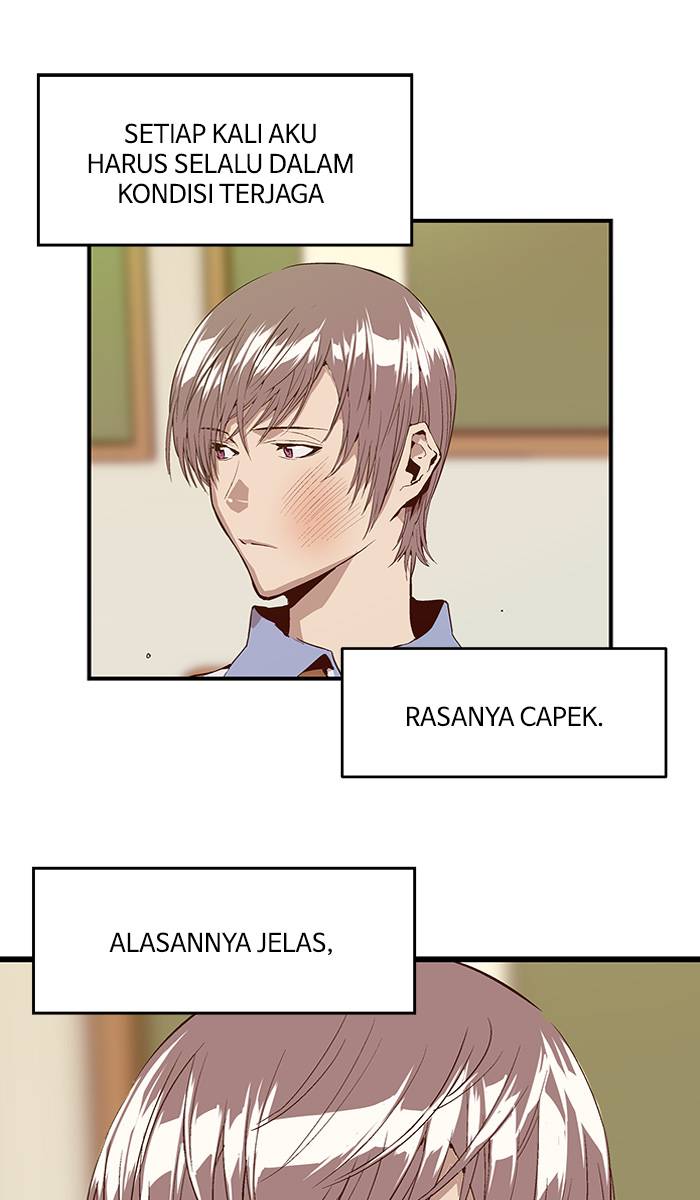 SETIAP KALI AKU
HARUS SELALU DALAM
KONDISI TERJAGA
RASANYA CAPEK.
ALASANNYA JELAS,